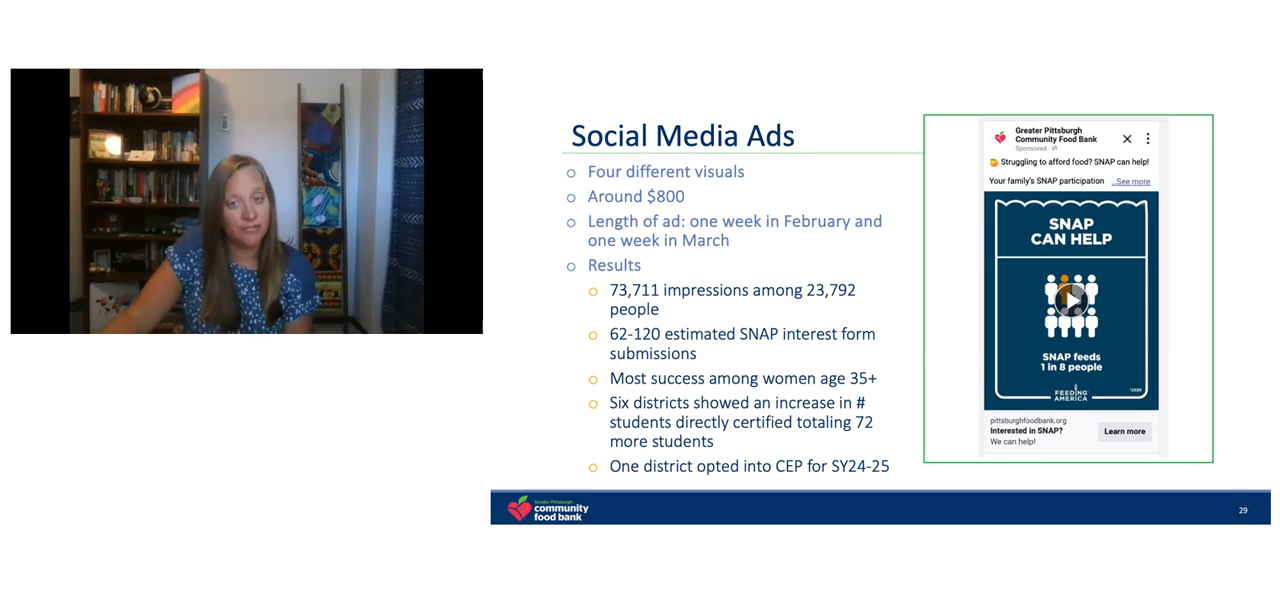 Social Media Ads
o Four different visuals
o Around $800
o Length of ad: one week in February and
one week in March
o Results
o 73,711 impressions among 23,792
people
o 62-120 estimated SNAP interest form
submissions
o Most success among women age 35+
o Six districts showed an increase in #
students directly certified totaling 72
more students
o One district opted into CEP for SY24-25
Greater Pittsburgh
Community Food Bank
Sponsored ·
Struggling to afford food? SNAP can help!
Your family's SNAP participation ...See more
SNAP
CAN HELP
SNAP feeds
1 in 8 people
FEEDING
AMERICA
*2020
pittsburghfoodbank.org
Interested in SNAP?
We can help!
Learn more
Greater Pittsburgh
community
food bank
29